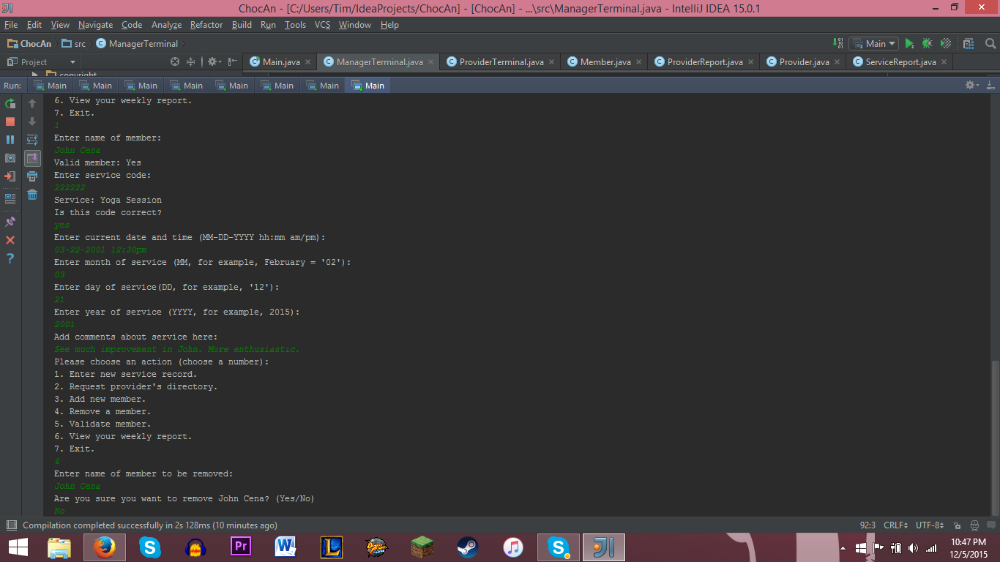 ChocAn - [C:/Users/Tim/IdeaProjects/ChocAn] - [ChocAn] - ...\src\ManagerTerminal.java - IntelliJ IDEA 15.0.1
File Edit View Navigate Code Analyze Refactor Build Run Tools VCS Window Help
ChocAn src ManagerTerminal Main
Project Main.java ManagerTerminal.java ProviderTerminal.java Member.java ProviderReport.java Provider.java ServiceReport.java
copyright
Run: Main Main Main Main Main Main Main Main
6. View your weekly report.
7. Exit.
1
Enter name of member:
John Cena
Valid member: Yes
Enter service code:
222222
Service: Yoga Session
Is this code correct?
yes
Enter current date and time (MM-DD-YYYY hh:mm am/pm):
03-22-2001 12:30pm
Enter month of service (MM, for example, February = '02'):
03
Enter day of service(DD, for example, '12'):
21
Enter year of service (YYYY, for example, 2015):
2001
Add comments about service here:
See much improvement in John. More enthusiastic.
Please choose an action (choose a number):
1. Enter new service record.
2. Request provider's directory.
3. Add new member.
4. Remove a member.
5. Validate member.
6. View your weekly report.
7. Exit.
4
Enter name of member to be removed:
John Cena
Are you sure you want to remove John Cena? (Yes/No)
No
Compilation completed successfully in 2s 128ms (10 minutes ago) 92:3 CRLF UTF-8
Pr W L
10:47 PM
12/5/2015